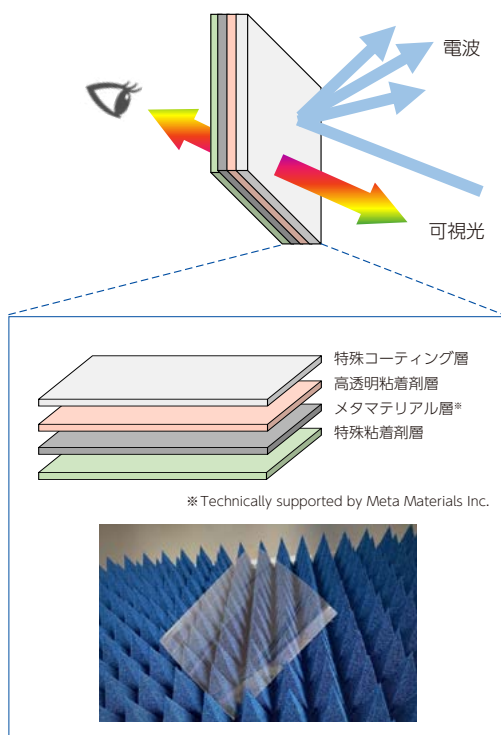 電波
可視光
特殊コーティング層
高透明粘着剤層
メタマテリアル層※
特殊粘着剤層
※Technically supported by Meta Materials Inc.